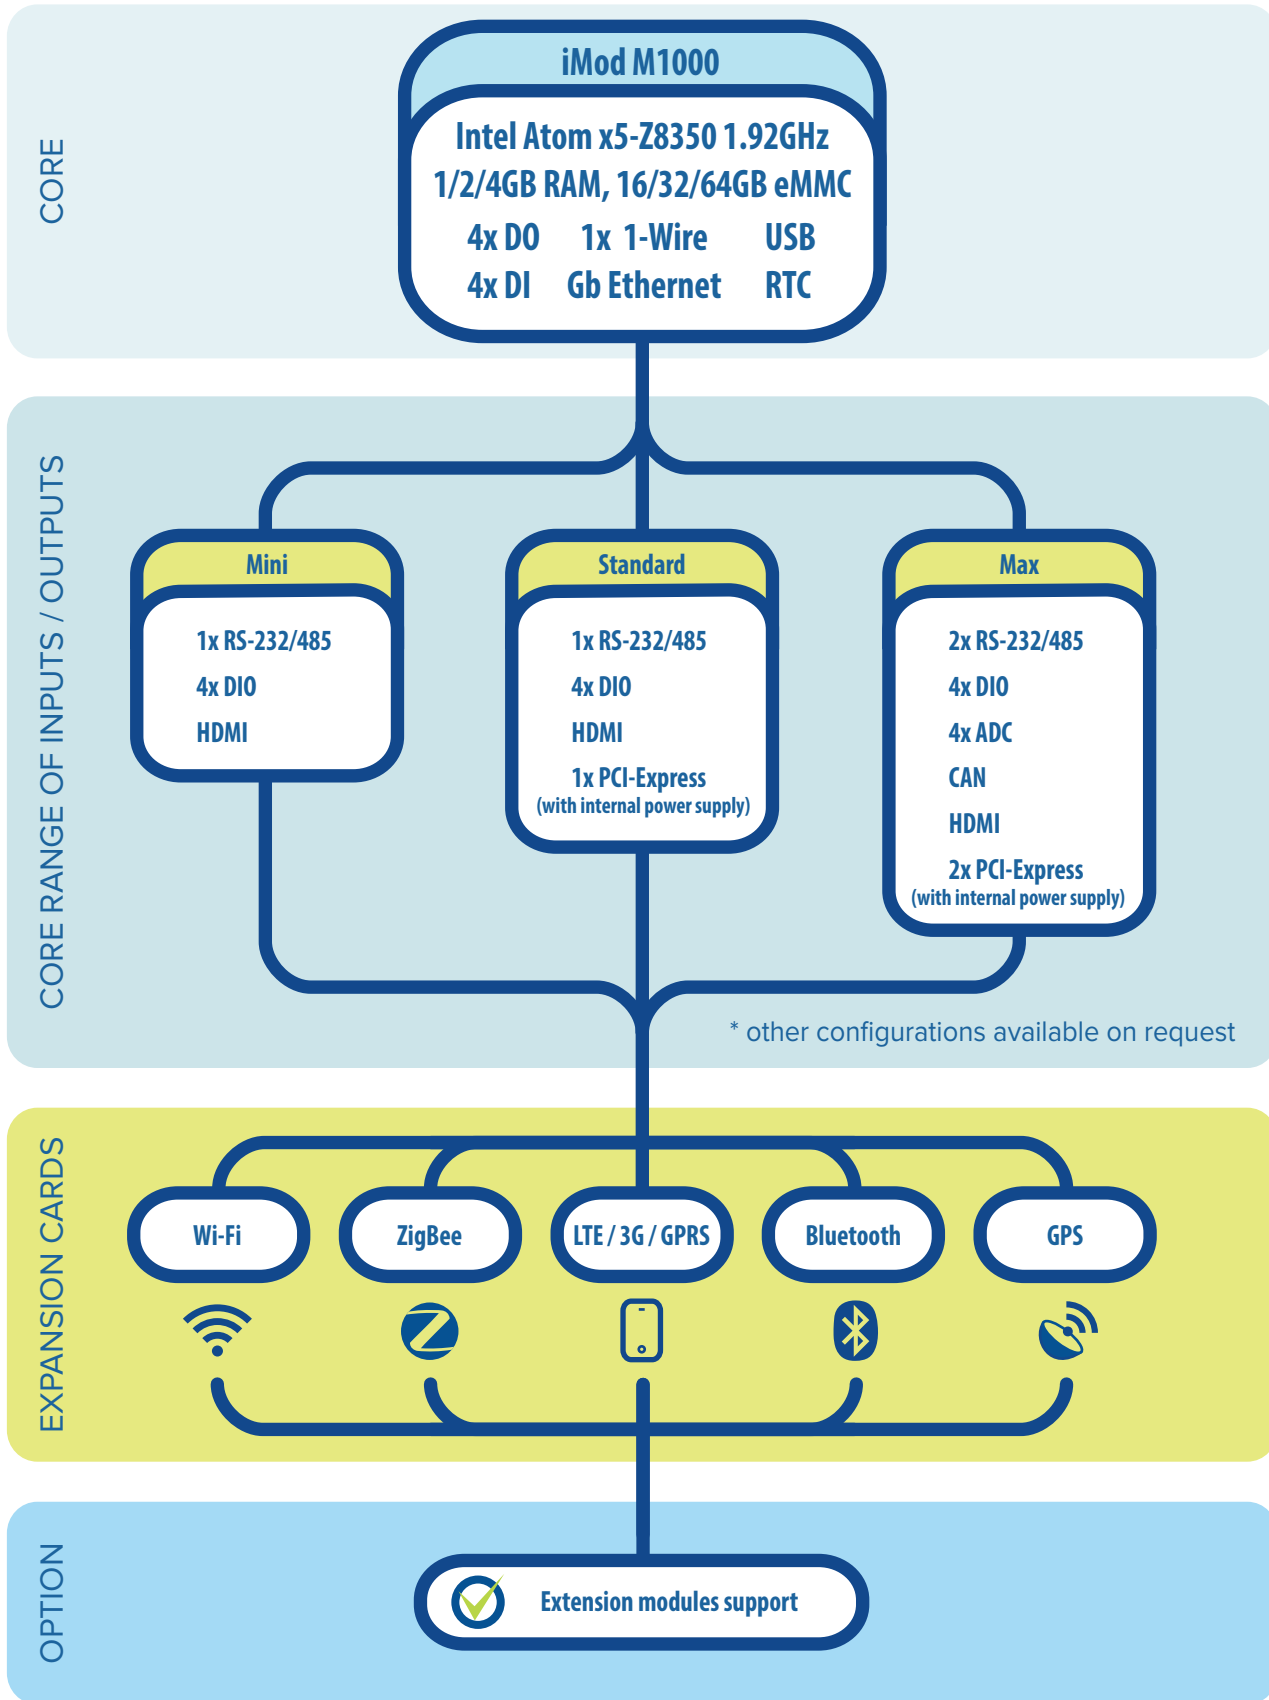 CORE
iMod M1000
Intel Atom x5-Z8350 1.92GHz
1/2/4GB RAM, 16/32/64GB eMMC
4x DO 1x 1-Wire USB
4x DI Gb Ethernet RTC
CORE RANGE OF INPUTS / OUTPUTS
Mini
1x RS-232/485
4x DIO
HDMI
Standard
1x RS-232/485
4x DIO
HDMI
1x PCI-Express
(with internal power supply)
Max
2x RS-232/485
4x DIO
4x ADC
CAN
HDMI
2x PCI-Express
(with internal power supply)
* other configurations available on request
EXPANSION CARDS
Wi-Fi
ZigBee
LTE / 3G / GPRS
Bluetooth
GPS
OPTION
Extension modules support